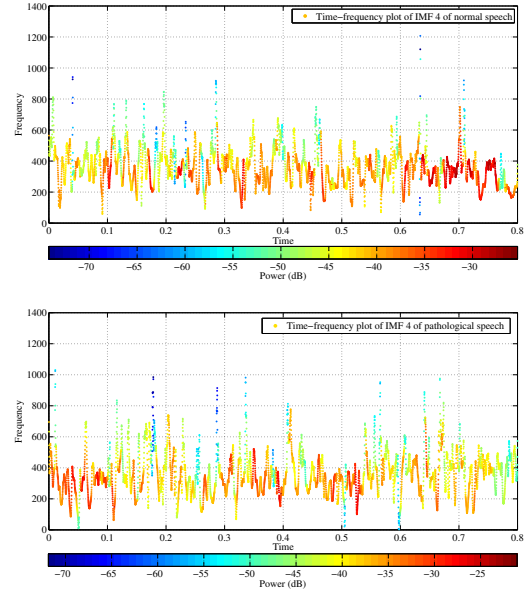 1400
Time−frequency plot of IMF 4 of normal speech
1200
1000
800
Frequency
600
400
200
0
0 0.1 0.2 0.3 0.4 0.5 0.6 0.7 0.8
Time
−70 −65 −60 −55 −50 −45 −40 −35 −30
Power (dB)
1400
Time−frequency plot of IMF 4 of pathological speech
1200
1000
800
Frequency
600
400
200
0
0 0.1 0.2 0.3 0.4 0.5 0.6 0.7 0.8
Time
−70 −65 −60 −55 −50 −45 −40 −35 −30 −25
Power (dB)